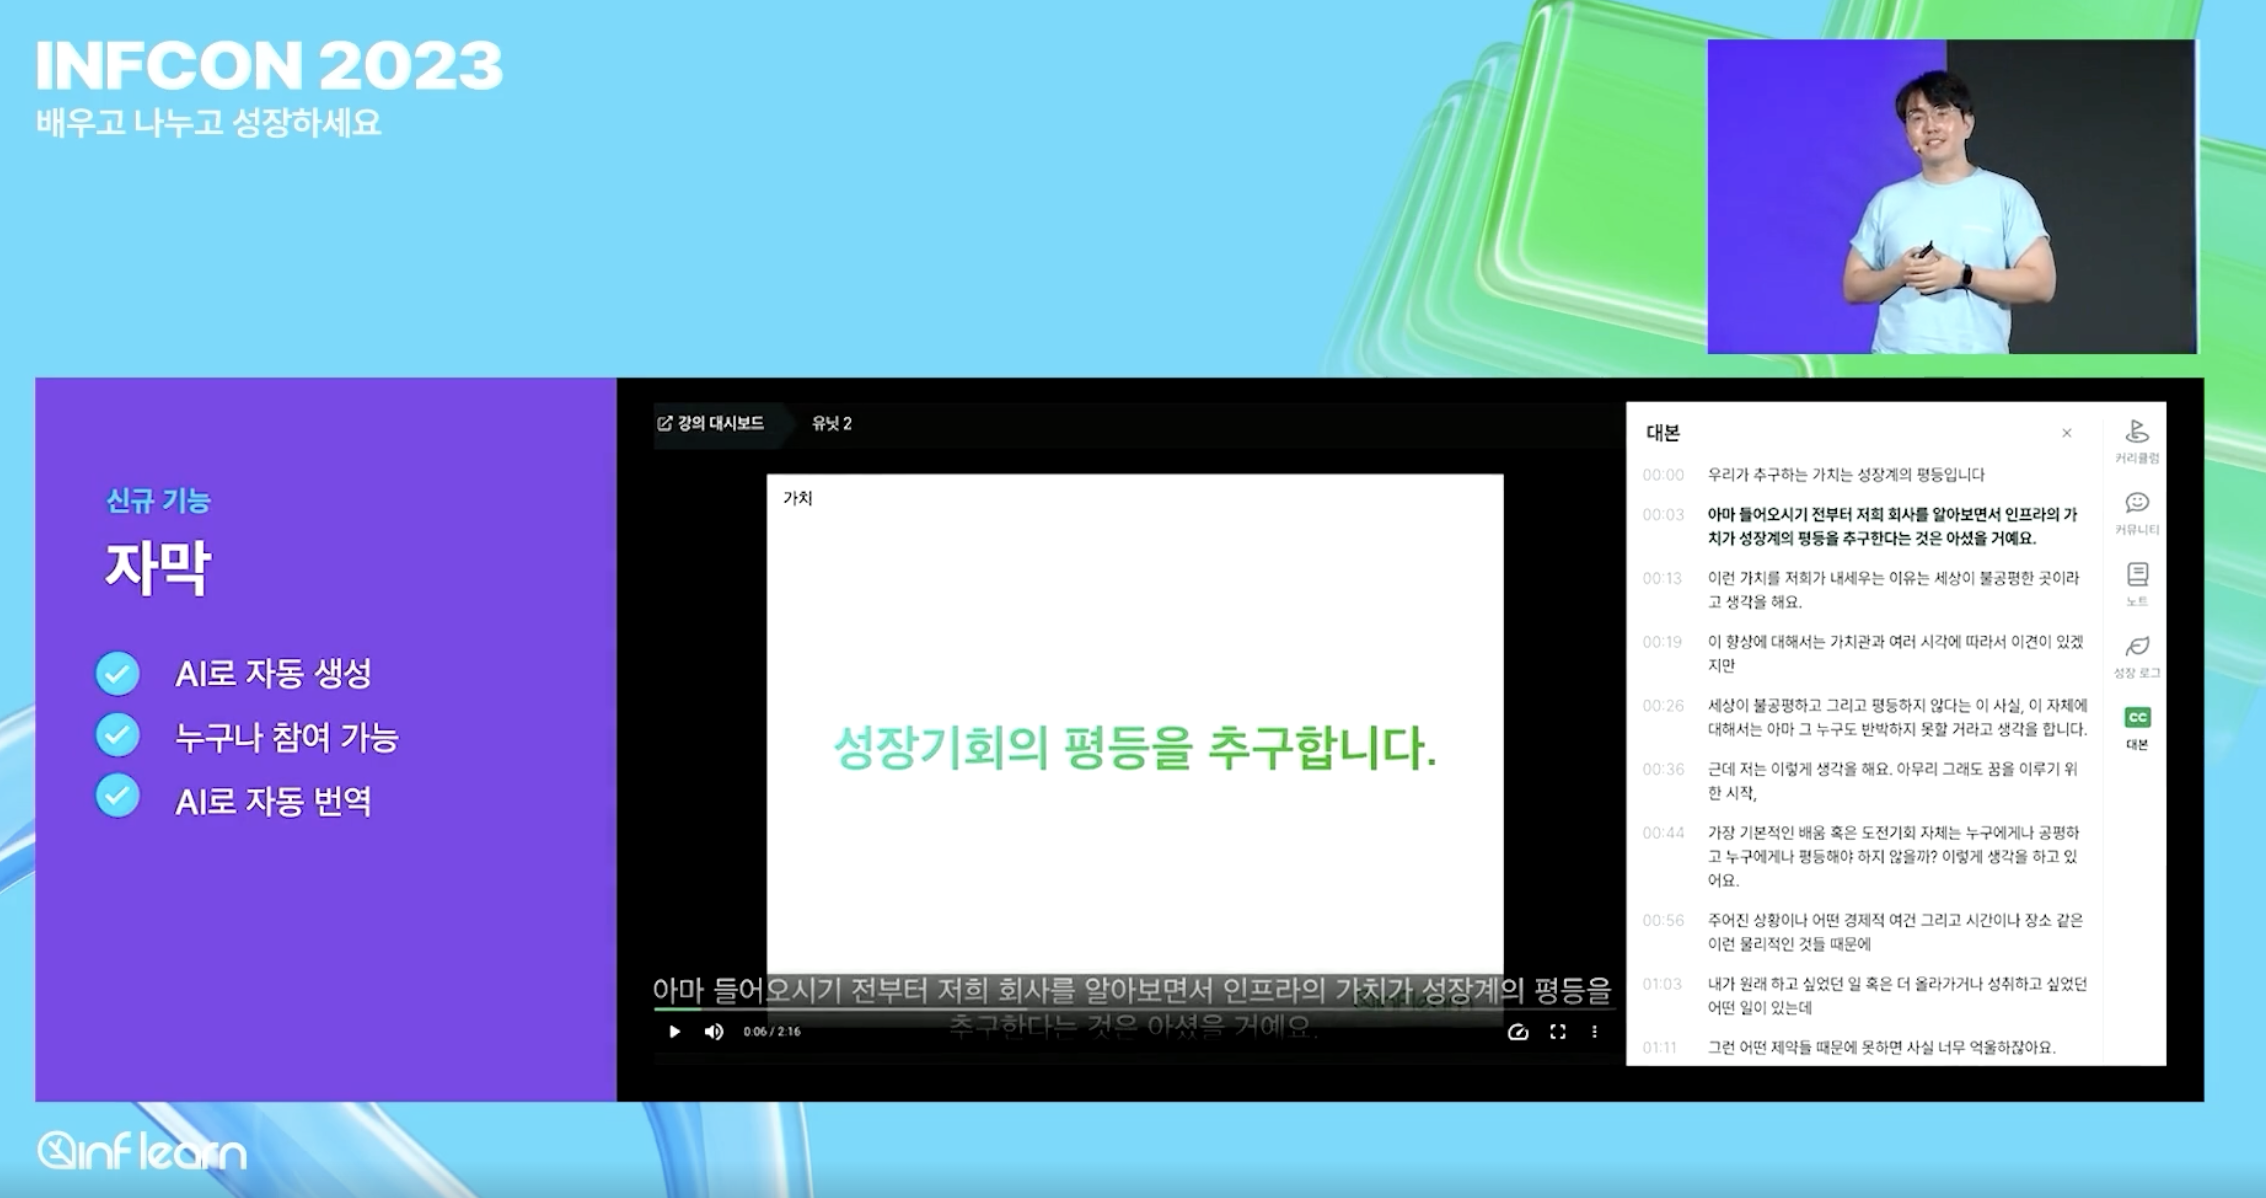 INFCON 2023
배우고 나누고 성장하세요
신규 기능
자막
AI로 자동 생성
누구나 참여 가능
AI로 자동 번역
강의 대시보드
유닛 2
가치
성장기회의 평등을 추구합니다.
아마 들어오시기 전부터 저희 회사를 알아보면서 인프라의 가치가 성장계의 평등을
추구한다는 것은 아셨을 거예요.
0:06 / 2:16
대본
00:00 우리가 추구하는 가치는 성장계의 평등입니다
00:03 아마 들어오시기 전부터 저희 회사를 알아보면서 인프라의 가
치가 성장계의 평등을 추구한다는 것은 아셨을 거예요.
00:13 이런 가치를 저희가 내세우는 이유는 세상이 불공평한 곳이라
고 생각을 해요.
00:19 이 향상에 대해서는 가치관과 여러 시각에 따라서 이견이 있겠
지만
00:26 세상이 불공평하고 그리고 평등하지 않다는 이 사실, 이 자체에
대해서는 아마 그 누구도 반박하지 못할 거라고 생각을 합니다.
00:36 근데 저는 이렇게 생각을 해요. 아무리 그래도 꿈을 이루기 위
한 시작,
00:44 가장 기본적인 배움 혹은 도전기회 자체는 누구에게나 공평하
고 누구에게나 평등해야 하지 않을까? 이렇게 생각을 하고 있
어요.
00:56 주어진 상황이나 어떤 경제적 여건 그리고 시간이나 장소 같은
이런 물리적인 것들 때문에
01:03 내가 원래 하고 싶었던 일 혹은 더 올라가거나 성취하고 싶었던
어떤 일이 있는데
01:11 그런 어떤 제약들 때문에 못하면 사실 너무 억울하잖아요.
커리큘럼
커뮤니티
노트
성장 로그
CC
대본
inflearn